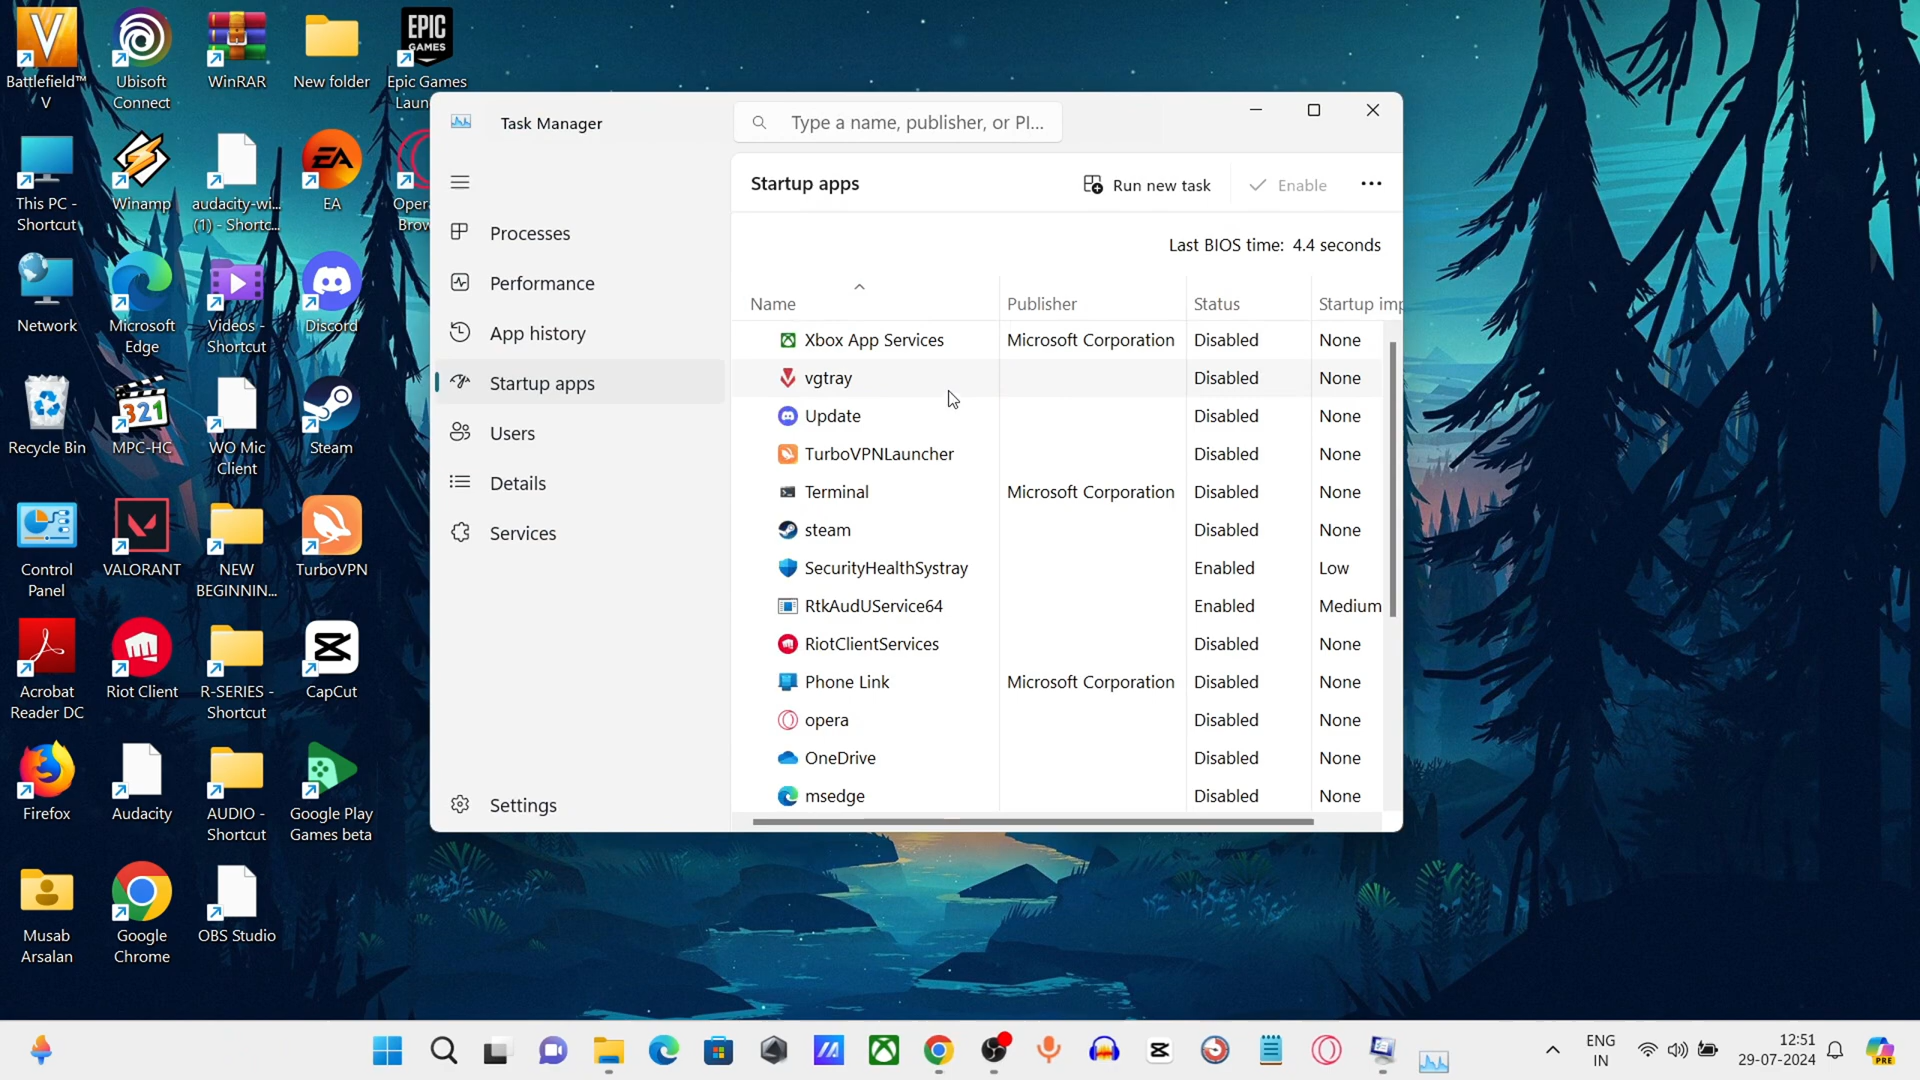 Battlefield™
V
Ubisoft
Connect
WinRAR
New folder
EPIC
GAMES
Epic Games
Laun
This PC -
Shortcut
Winamp
audacity-wi...
(1) - Shortc...
EA
EA
Oper
Brow
Network
Microsoft
Edge
Videos -
Shortcut
Discord
Recycle Bin
321
MPC-HC
WO Mic
Client
Steam
Control
Panel
VALORANT
NEW
BEGINNIN...
TurboVPN
Acrobat
Reader DC
Riot Client
R-SERIES -
Shortcut
CapCut
Firefox
Audacity
AUDIO -
Shortcut
Google Play
Games beta
Musab
Arsalan
Google
Chrome
OBS Studio
Task Manager
Type a name, publisher, or PI...
Processes
Performance
App history
Startup apps
Users
Details
Services
Settings
Startup apps
Run new task
Enable
Last BIOS time: 4.4 seconds
Name Publisher Status Startup imp
Xbox App Services Microsoft Corporation Disabled None
vgtray Disabled None
Update Disabled None
TurboVPNLauncher Disabled None
Terminal Microsoft Corporation Disabled None
steam Disabled None
SecurityHealthSystray Enabled Low
RtkAudUService64 Enabled Medium
RiotClientServices Disabled None
Phone Link Microsoft Corporation Disabled None
opera Disabled None
OneDrive Disabled None
msedge Disabled None
ENG
IN
12:51
29-07-2024
PRE